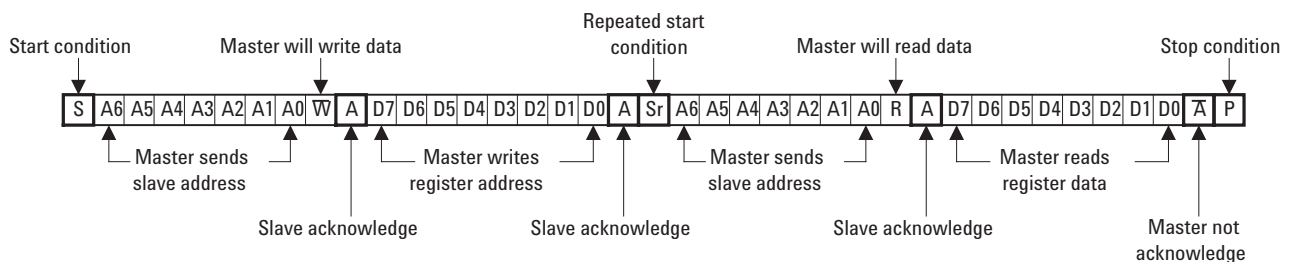 Repeated start
Start condition Master will write data condition Master will read data Stop condition
S A6 A5 A4 A3 A2 A1 A0 W̅ A D7 D6 D5 D4 D3 D2 D1 D0 A Sr A6 A5 A4 A3 A2 A1 A0 R A D7 D6 D5 D4 D3 D2 D1 D0 A̅ P
Master sends Master writes Master sends Master reads
slave address register address slave address register data
Slave acknowledge Slave acknowledge Slave acknowledge Master not
acknowledge